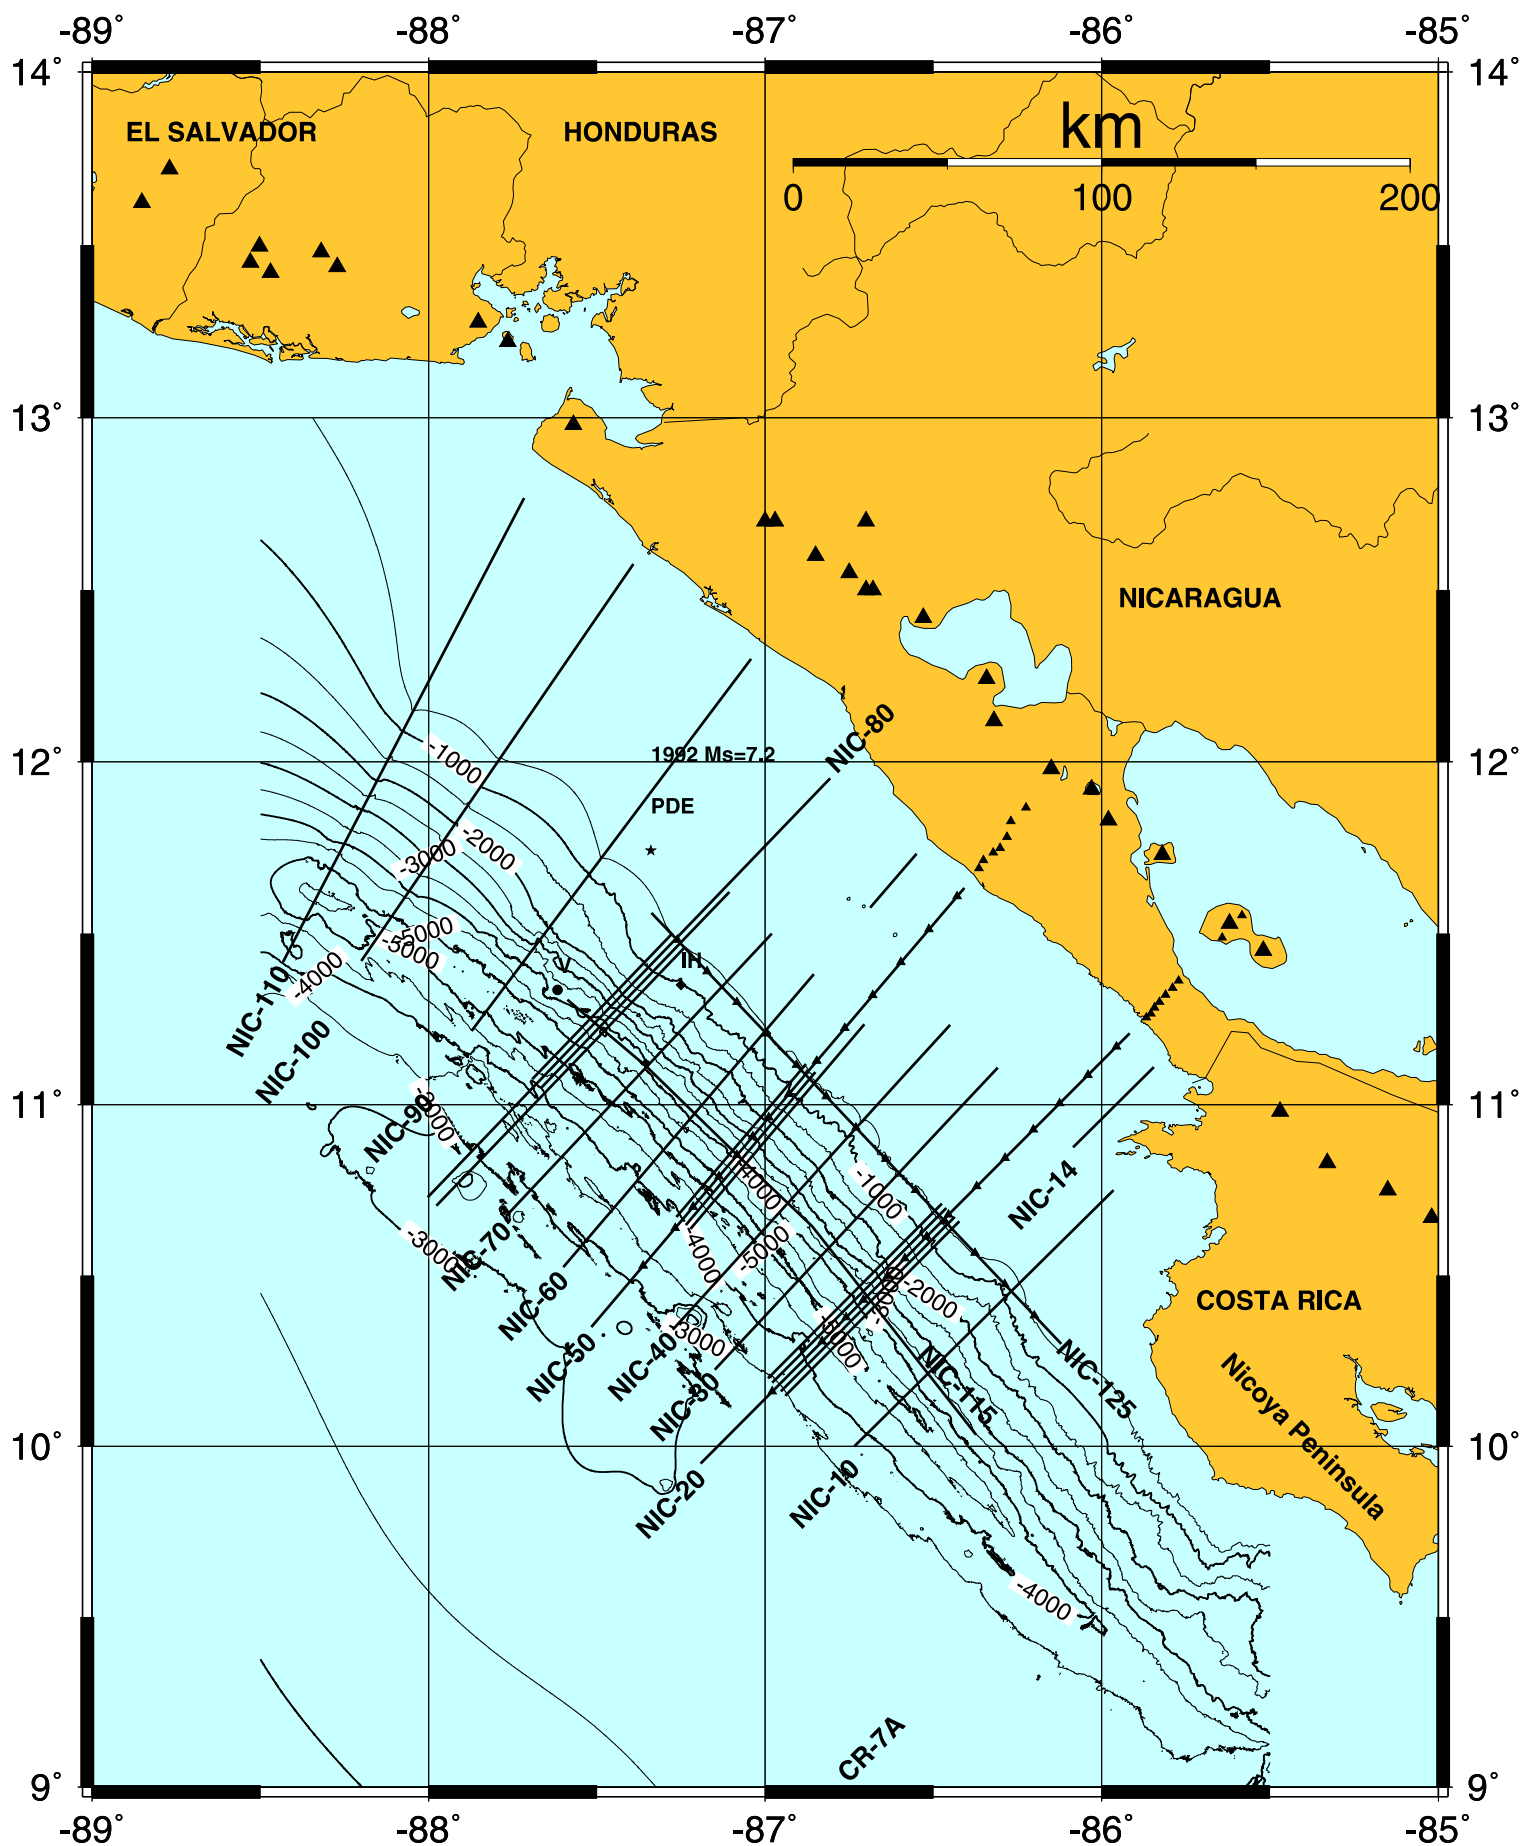 -89° -88° -87° -86° -85°
14° 14°
EL SALVADOR
HONDURAS
km
0 100 200
13° 13°
NICARAGUA
NIC-80
1992 Ms=7.2
-1000
12° 12°
PDE
-2000
-3000
-5000
-5000
-4000
V
IH
NIC-110
NIC-100
11° 11°
-3000
NIC-90
-4000
-1000
NIC-14
-3000
NIC-70
-4000
-5000
-2000
COSTA RICA
NIC-60
-3000
-5000
NIC-50
NIC-40
NIC-30
NIC-115
NIC-125
Nicoya Peninsula
10° 10°
NIC-20
NIC-10
-4000
CR-7A
9° 9°
-89° -88° -87° -86° -85°